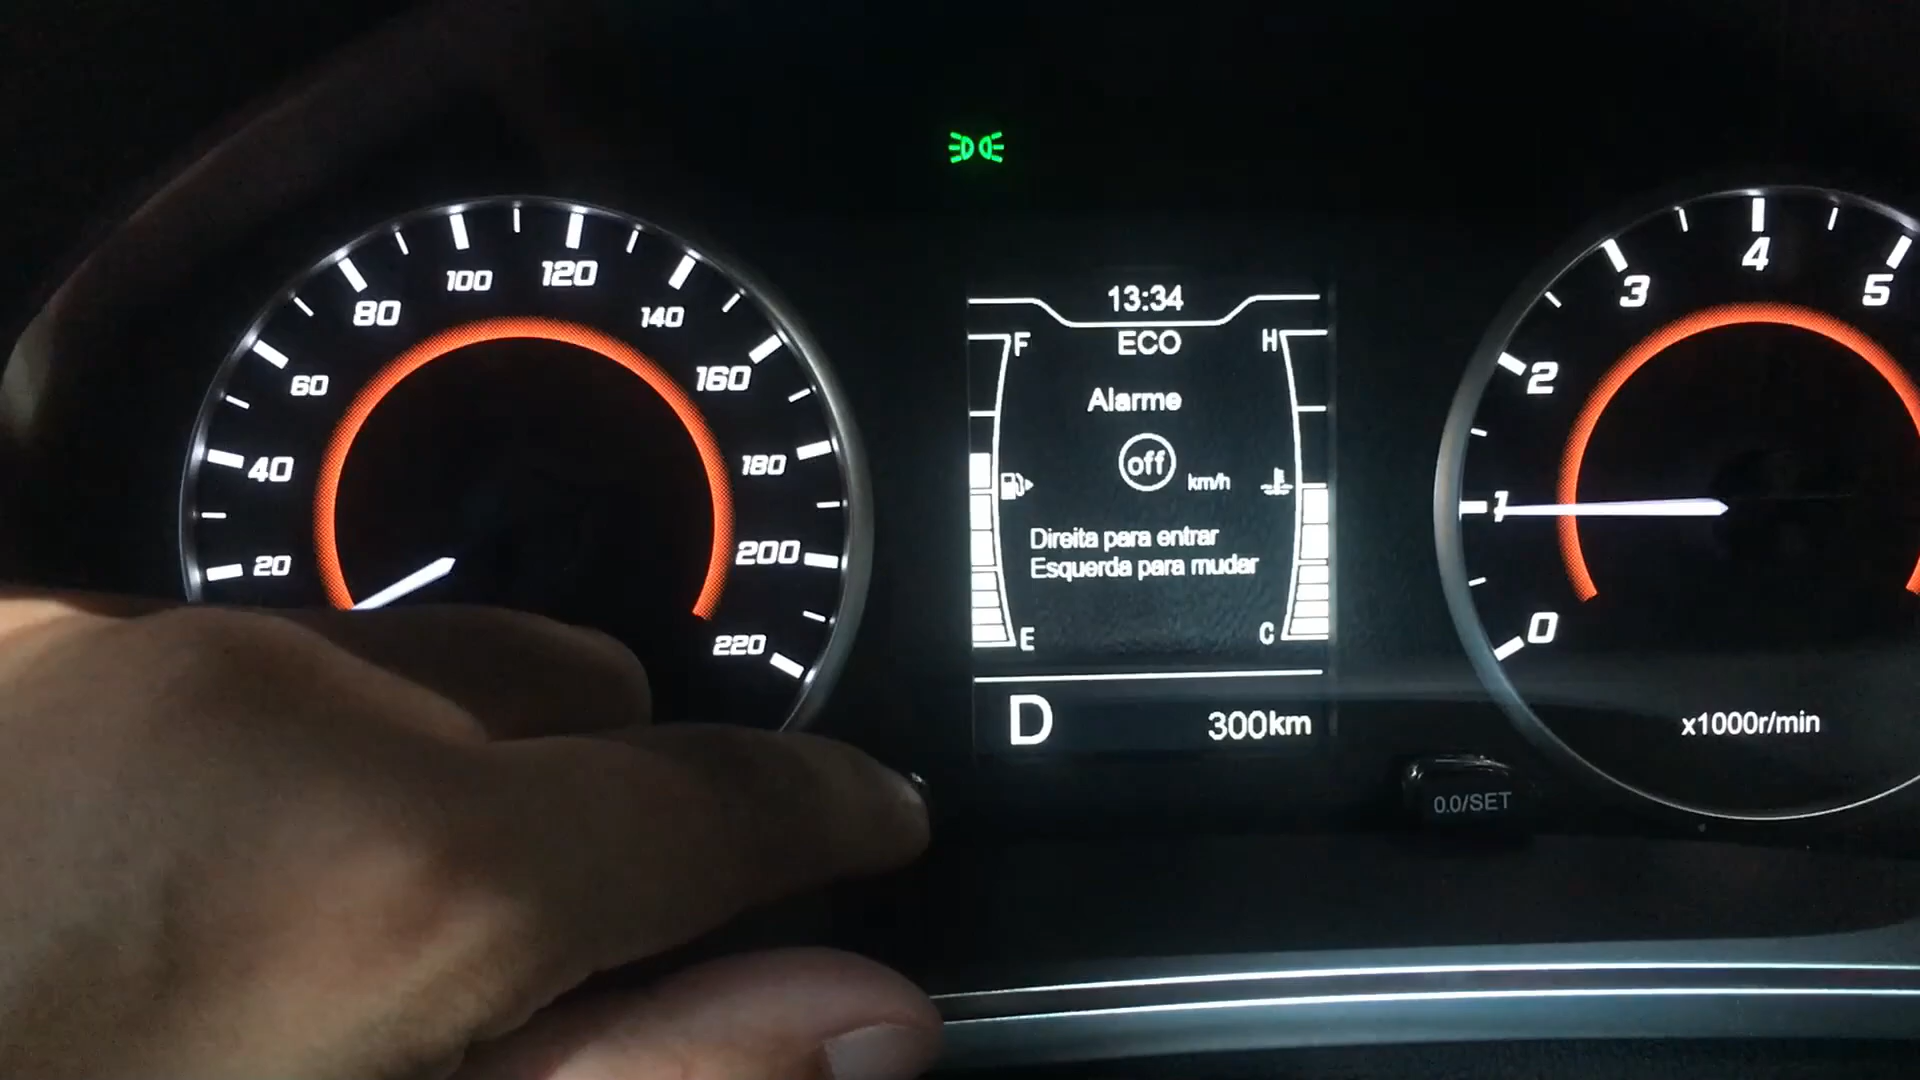 20
40
60
80
100
120
140
160
180
200
220
13:34
ECO
F
H
Alarme
off
km/h
Direita para entrar
Esquerda para mudar
E
C
D
300km
0
1
2
3
4
5
x1000r/min
0.0/SET